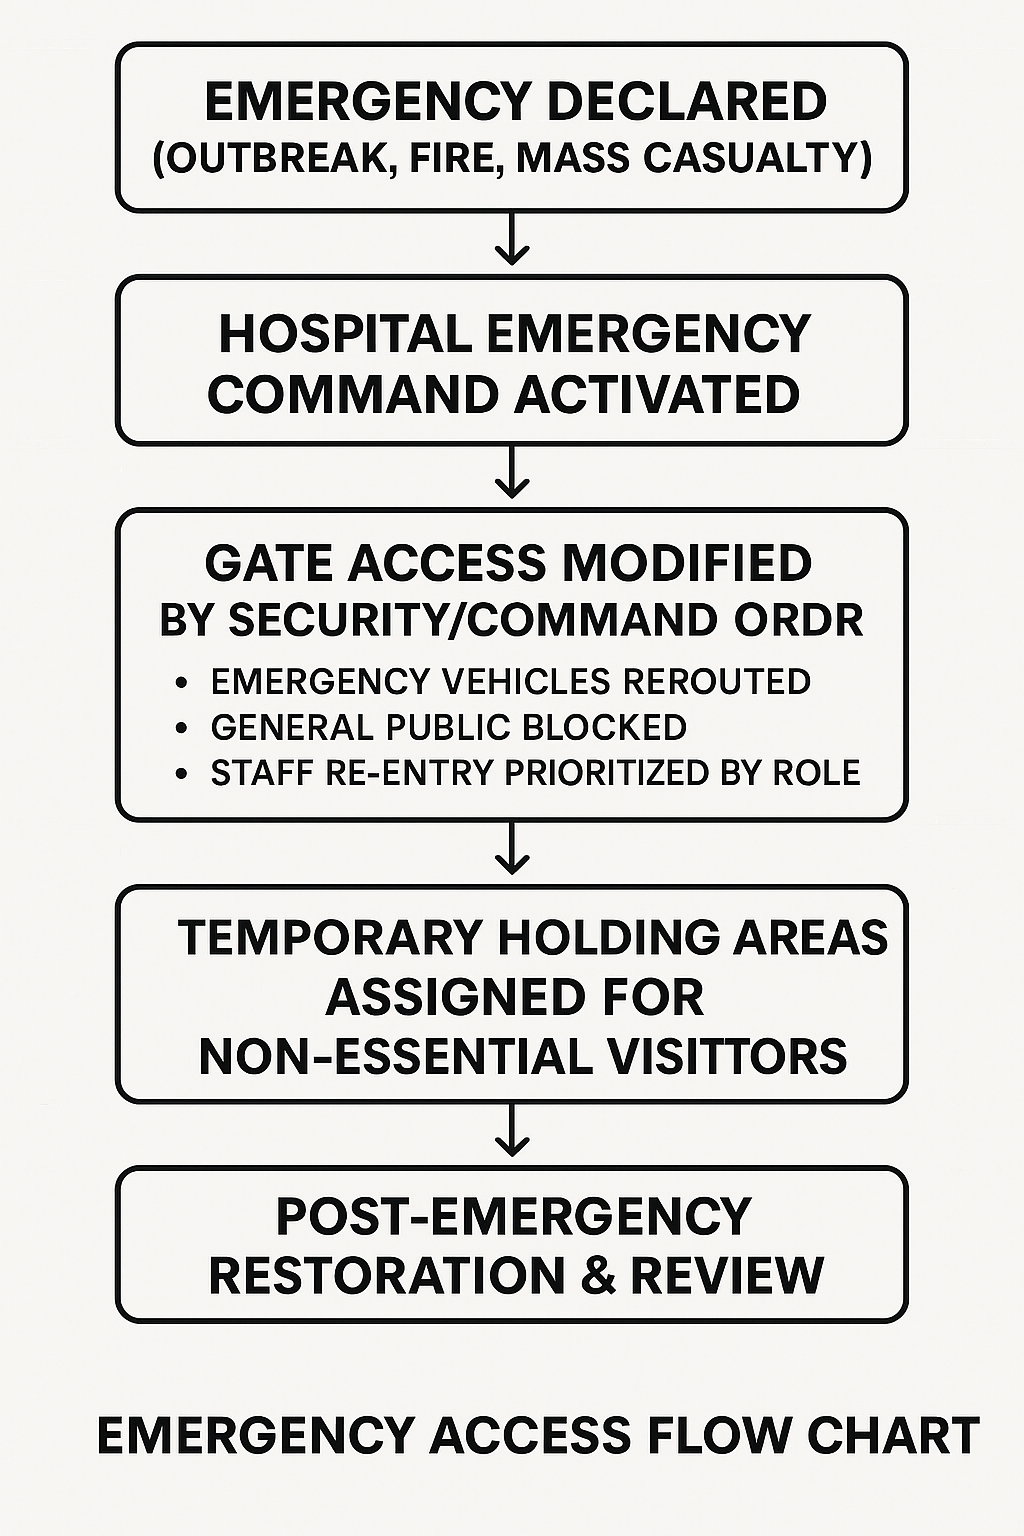 EMERGENCY DECLARED
(OUTBREAK, FIRE, MASS CASUALTY)
HOSPITAL EMERGENCY
COMMAND ACTIVATED
GATE ACCESS MODIFIED
BY SECURITY/COMMAND ORDR
• EMERGENCY VEHICLES REROUTED
• GENERAL PUBLIC BLOCKED
• STAFF RE-ENTRY PRIORITIZED BY ROLE
TEMPORARY HOLDING AREAS
ASSIGNED FOR
NON-ESSENTIAL VISITTORS
POST-EMERGENCY
RESTORATION & REVIEW
EMERGENCY ACCESS FLOW CHART